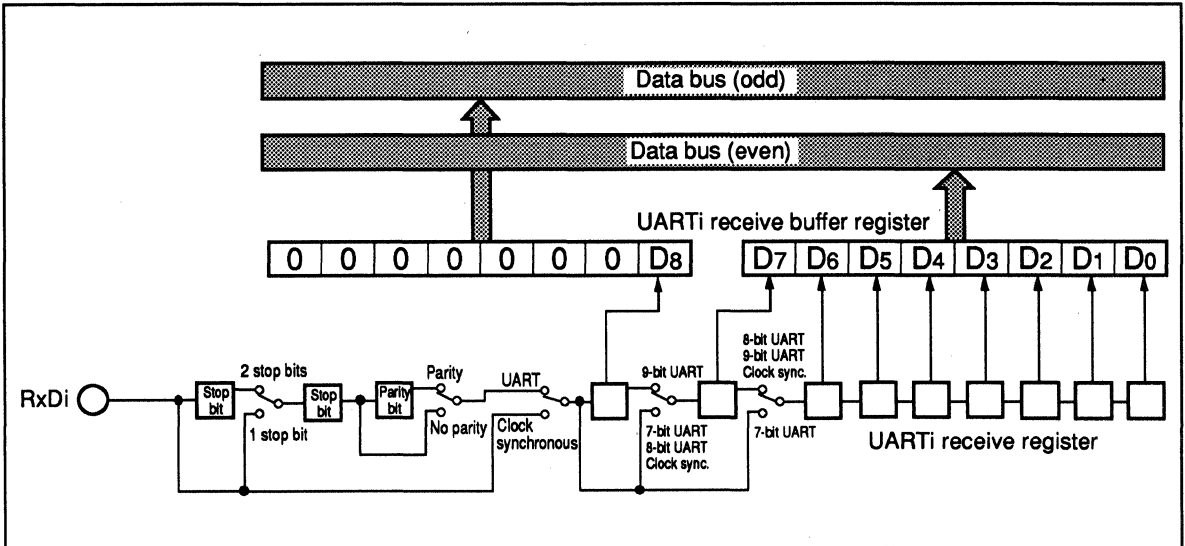 Data bus (odd)
Data bus (even)
UARTi receive buffer register
0 0 0 0 0 0 0 D8
D7 D6 D5 D4 D3 D2 D1 D0
RxDi
Stop
bit
2 stop bits
1 stop bit
Stop
bit
Parity
bit
Parity
No parity
UART
Clock
synchronous
9-bit UART
7-bit UART
8-bit UART
Clock sync.
8-bit UART
9-bit UART
Clock sync.
7-bit UART
UARTi receive register